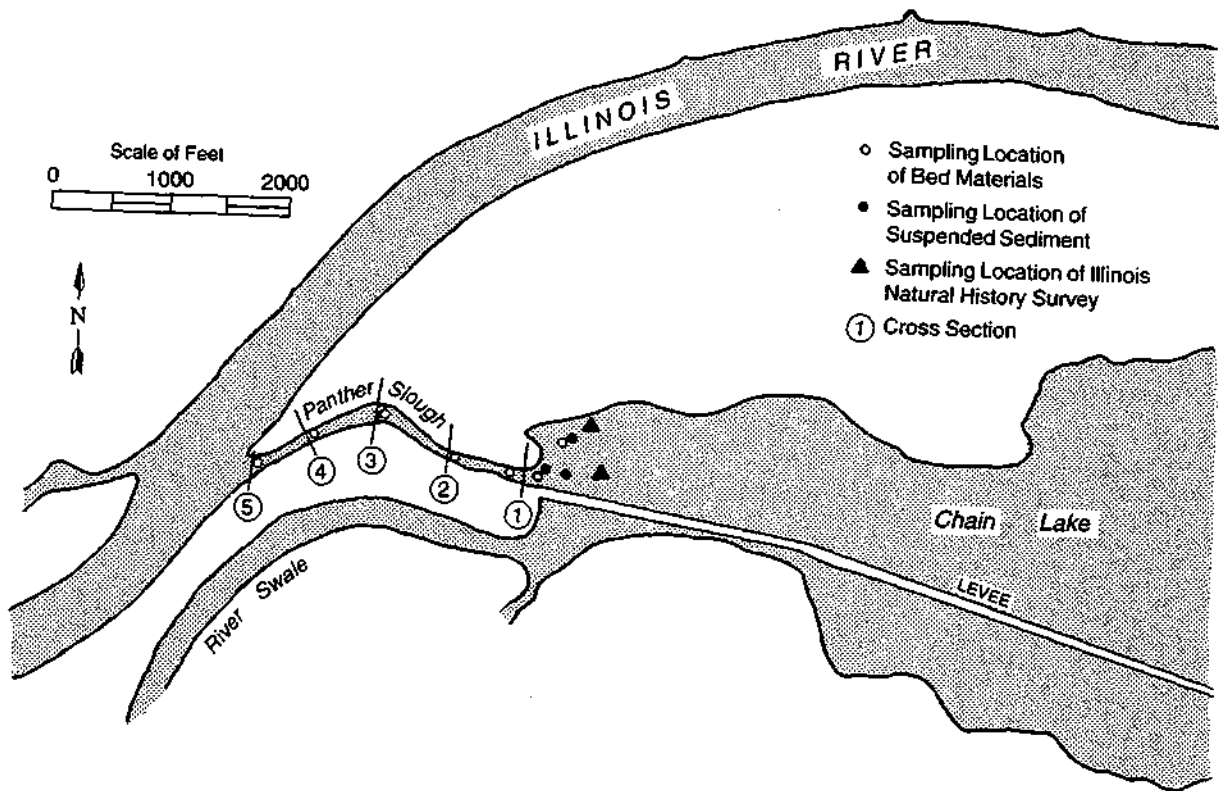 ILLINOIS RIVER
Scale of Feet
0 1000 2000
N
Sampling Location
of Bed Materials
Sampling Location of
Suspended Sediment
Sampling Location of Illinois
Natural History Survey
1 Cross Section
Panther Slough
5
4
3
2
1
River Swale
Chain Lake
LEVEE